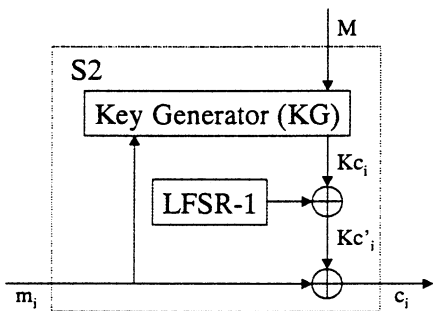 M
S2
Key Generator (KG)
Kc_i
LFSR-1
Kc'_i
m_i
c_i